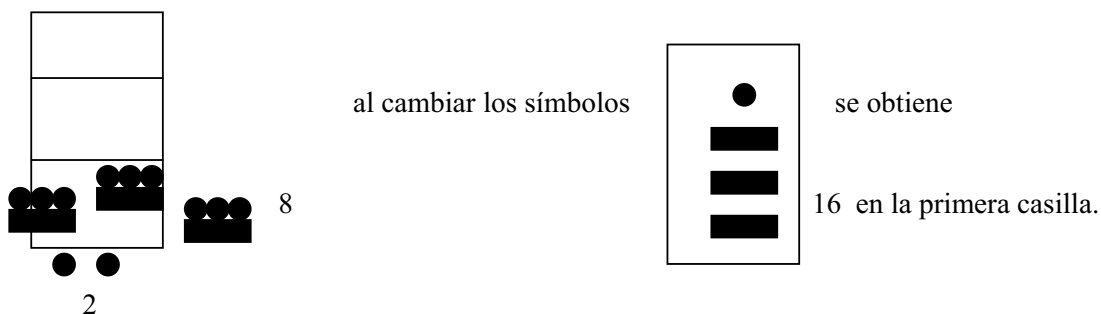 al cambiar los símbolos
se obtiene
8
16 en la primera casilla.
2